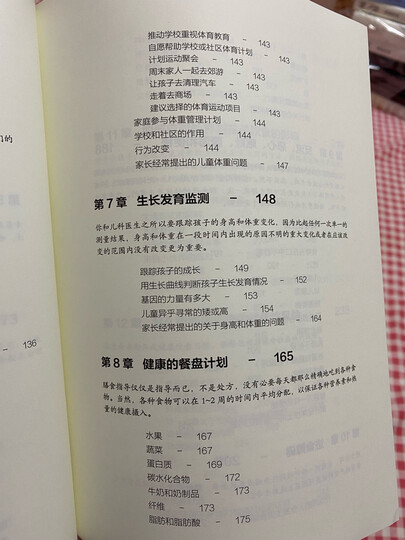 推动学校重视体育教育 – 143
自愿帮助学校或社区体育计划 – 143
计划运动聚会 – 143
周末家人一起去郊游 – 143
让孩子去清理汽车 – 143
走着去商场 – 143
建议选择的体育运动项目 – 143
家庭参与体重管理计划 – 144
学校和社区的作用 – 144
行为改变 – 144
家长经常提出的儿童体重问题 – 147
第7章 生长发育监测 – 148
你和儿科医生之所以要跟踪孩子的身高和体重变化，因为比起任何一次单一的
测量结果，身高和体重在一段时间内出现的原因不明的重大变化或者在应该改
变的范围内没有改变更为重要。
跟踪孩子的成长 – 149
用生长曲线判断孩子生长发育情况 – 152
基因的力量有多大 – 153
儿童异乎寻常的矮或高 – 154
家长经常提出的关于身高和体重的问题 – 164
第8章 健康的餐盘计划 – 165
膳食指导仅仅是指导而已，不是处方，没有必要每天都那么精确地吃到各种食
物。当然，各种食物可以在1~2周的时间内平均分配，以保证各种营养素和热
量的健康摄入。
水果 – 167
蔬菜 – 167
蛋白质 – 169
碳水化合物 – 172
牛奶和奶制品 – 173
纤维 – 173
脂肪和脂肪酸 – 175
们的
– 136